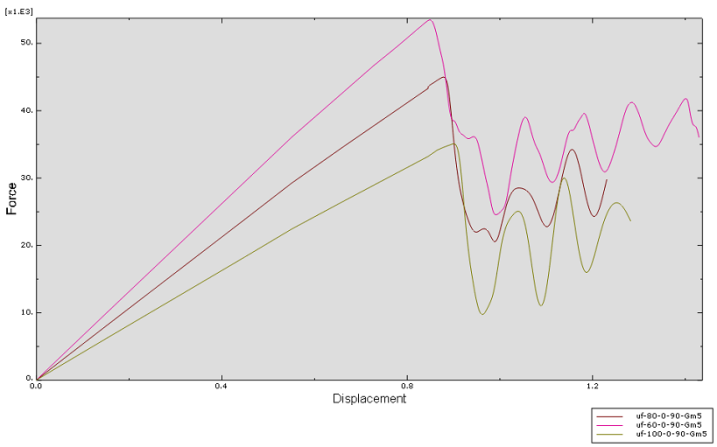 [x1.E3]
50.
40.
30.
20.
10.
0.
Force
0.0 0.4 0.8 1.2
Displacement
uf-80-0-90-Gm5
uf-60-0-90-Gm5
uf-100-0-90-Gm5